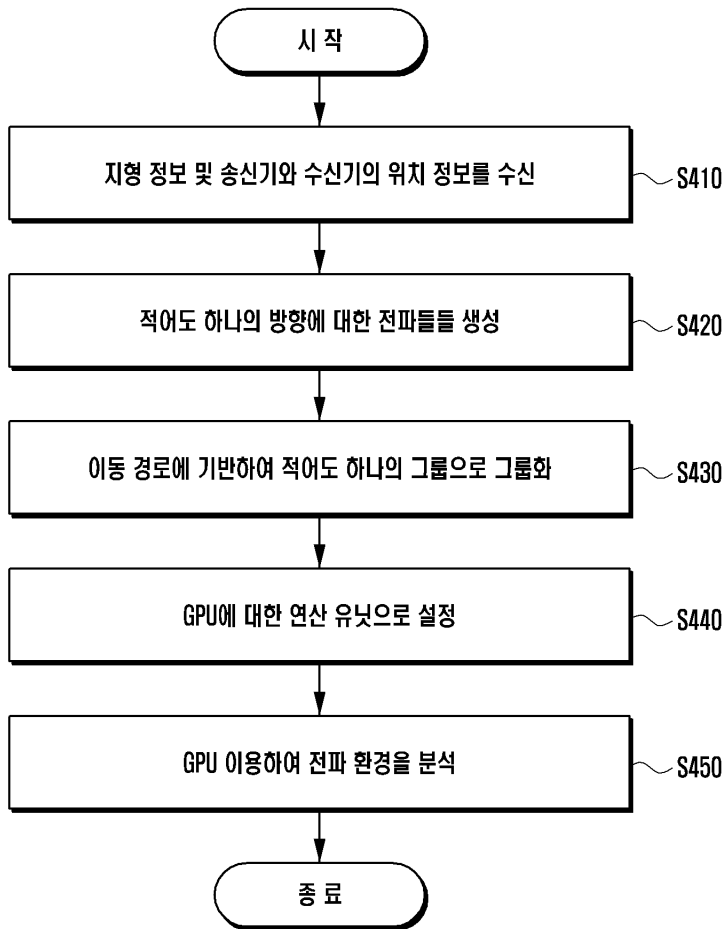 시 작
지형 정보 및 송신기와 수신기의 위치 정보를 수신
S410
적어도 하나의 방향에 대한 전파들들 생성
S420
이동 경로에 기반하여 적어도 하나의 그룹으로 그룹화
S430
GPU에 대한 연산 유닛으로 설정
S440
GPU 이용하여 전파 환경을 분석
S450
종 료